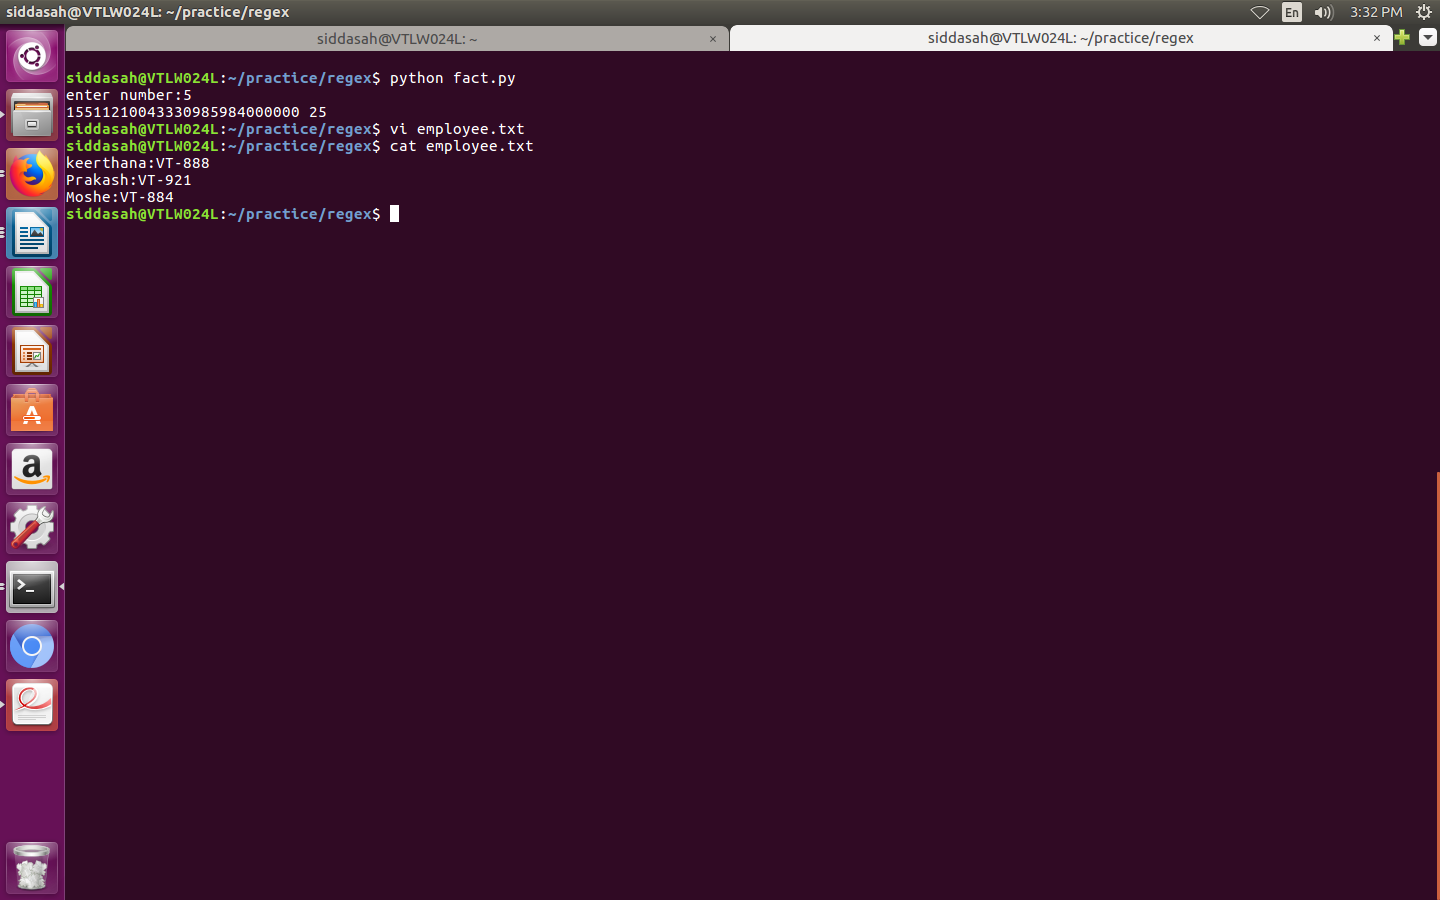 siddasah@VTLW024L: ~/practice/regex
En
3:32 PM
siddasah@VTLW024L: ~
×
siddasah@VTLW024L: ~/practice/regex
×
siddasah@VTLW024L:~/practice/regex$ python fact.py
enter number:5
15511210043330985984000000 25
siddasah@VTLW024L:~/practice/regex$ vi employee.txt
siddasah@VTLW024L:~/practice/regex$ cat employee.txt
keerthana:VT-888
Prakash:VT-921
Moshe:VT-884
siddasah@VTLW024L:~/practice/regex$